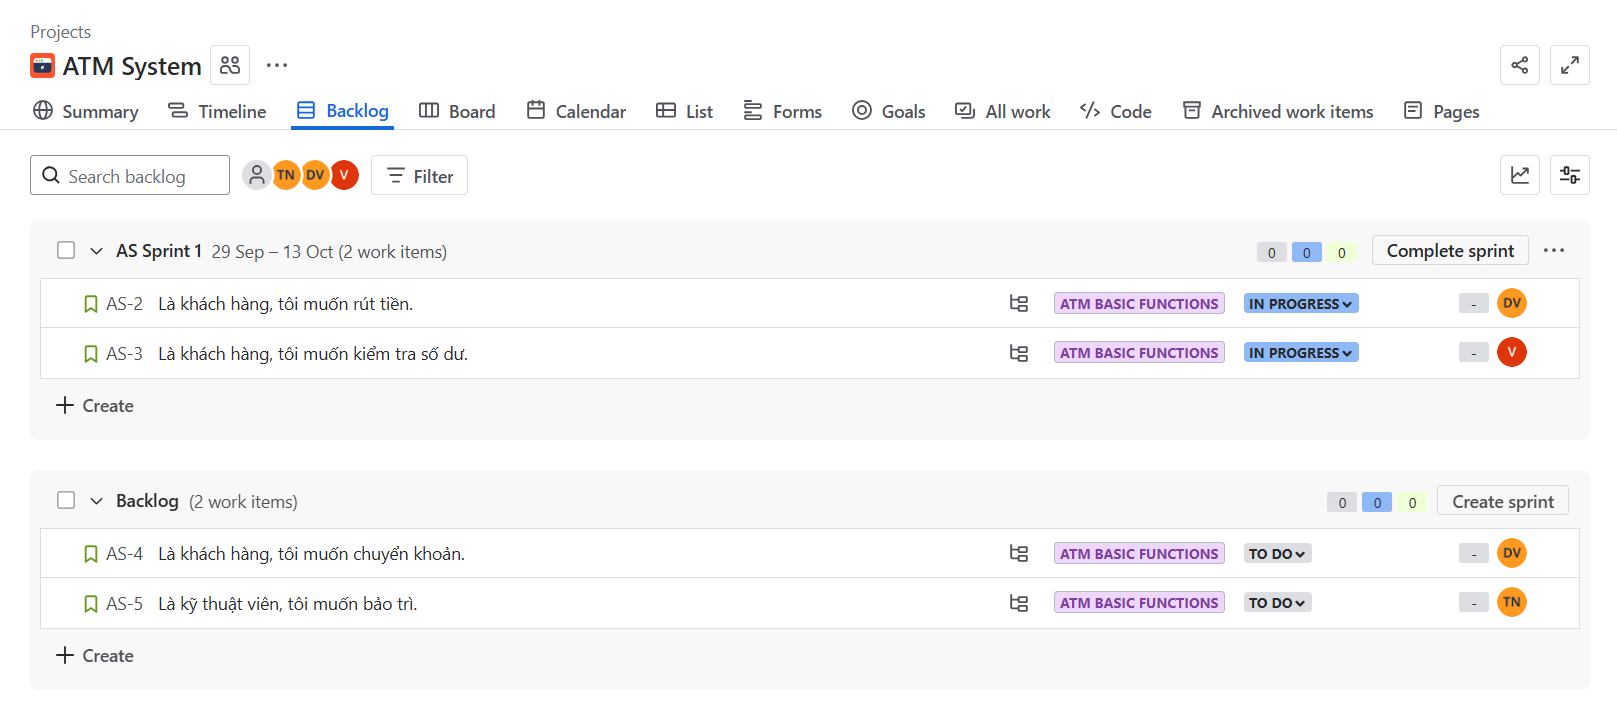 Projects
ATM System
Summary Timeline Backlog Board Calendar List Forms Goals All work Code Archived work items Pages
Search backlog TN DV V Filter
AS Sprint 1 29 Sep – 13 Oct (2 work items) 0 0 0 Complete sprint
AS-2 Là khách hàng, tôi muốn rút tiền. ATM BASIC FUNCTIONS IN PROGRESS - DV
AS-3 Là khách hàng, tôi muốn kiểm tra số dư. ATM BASIC FUNCTIONS IN PROGRESS - V
Create
Backlog (2 work items) 0 0 0 Create sprint
AS-4 Là khách hàng, tôi muốn chuyển khoản. ATM BASIC FUNCTIONS TO DO - DV
AS-5 Là kỹ thuật viên, tôi muốn bảo trì. ATM BASIC FUNCTIONS TO DO - TN
Create